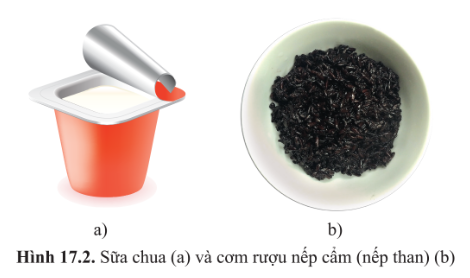 a)
b)
Hình 17.2. Sữa chua (a) và cơm rượu nếp cẩm (nếp than) (b)